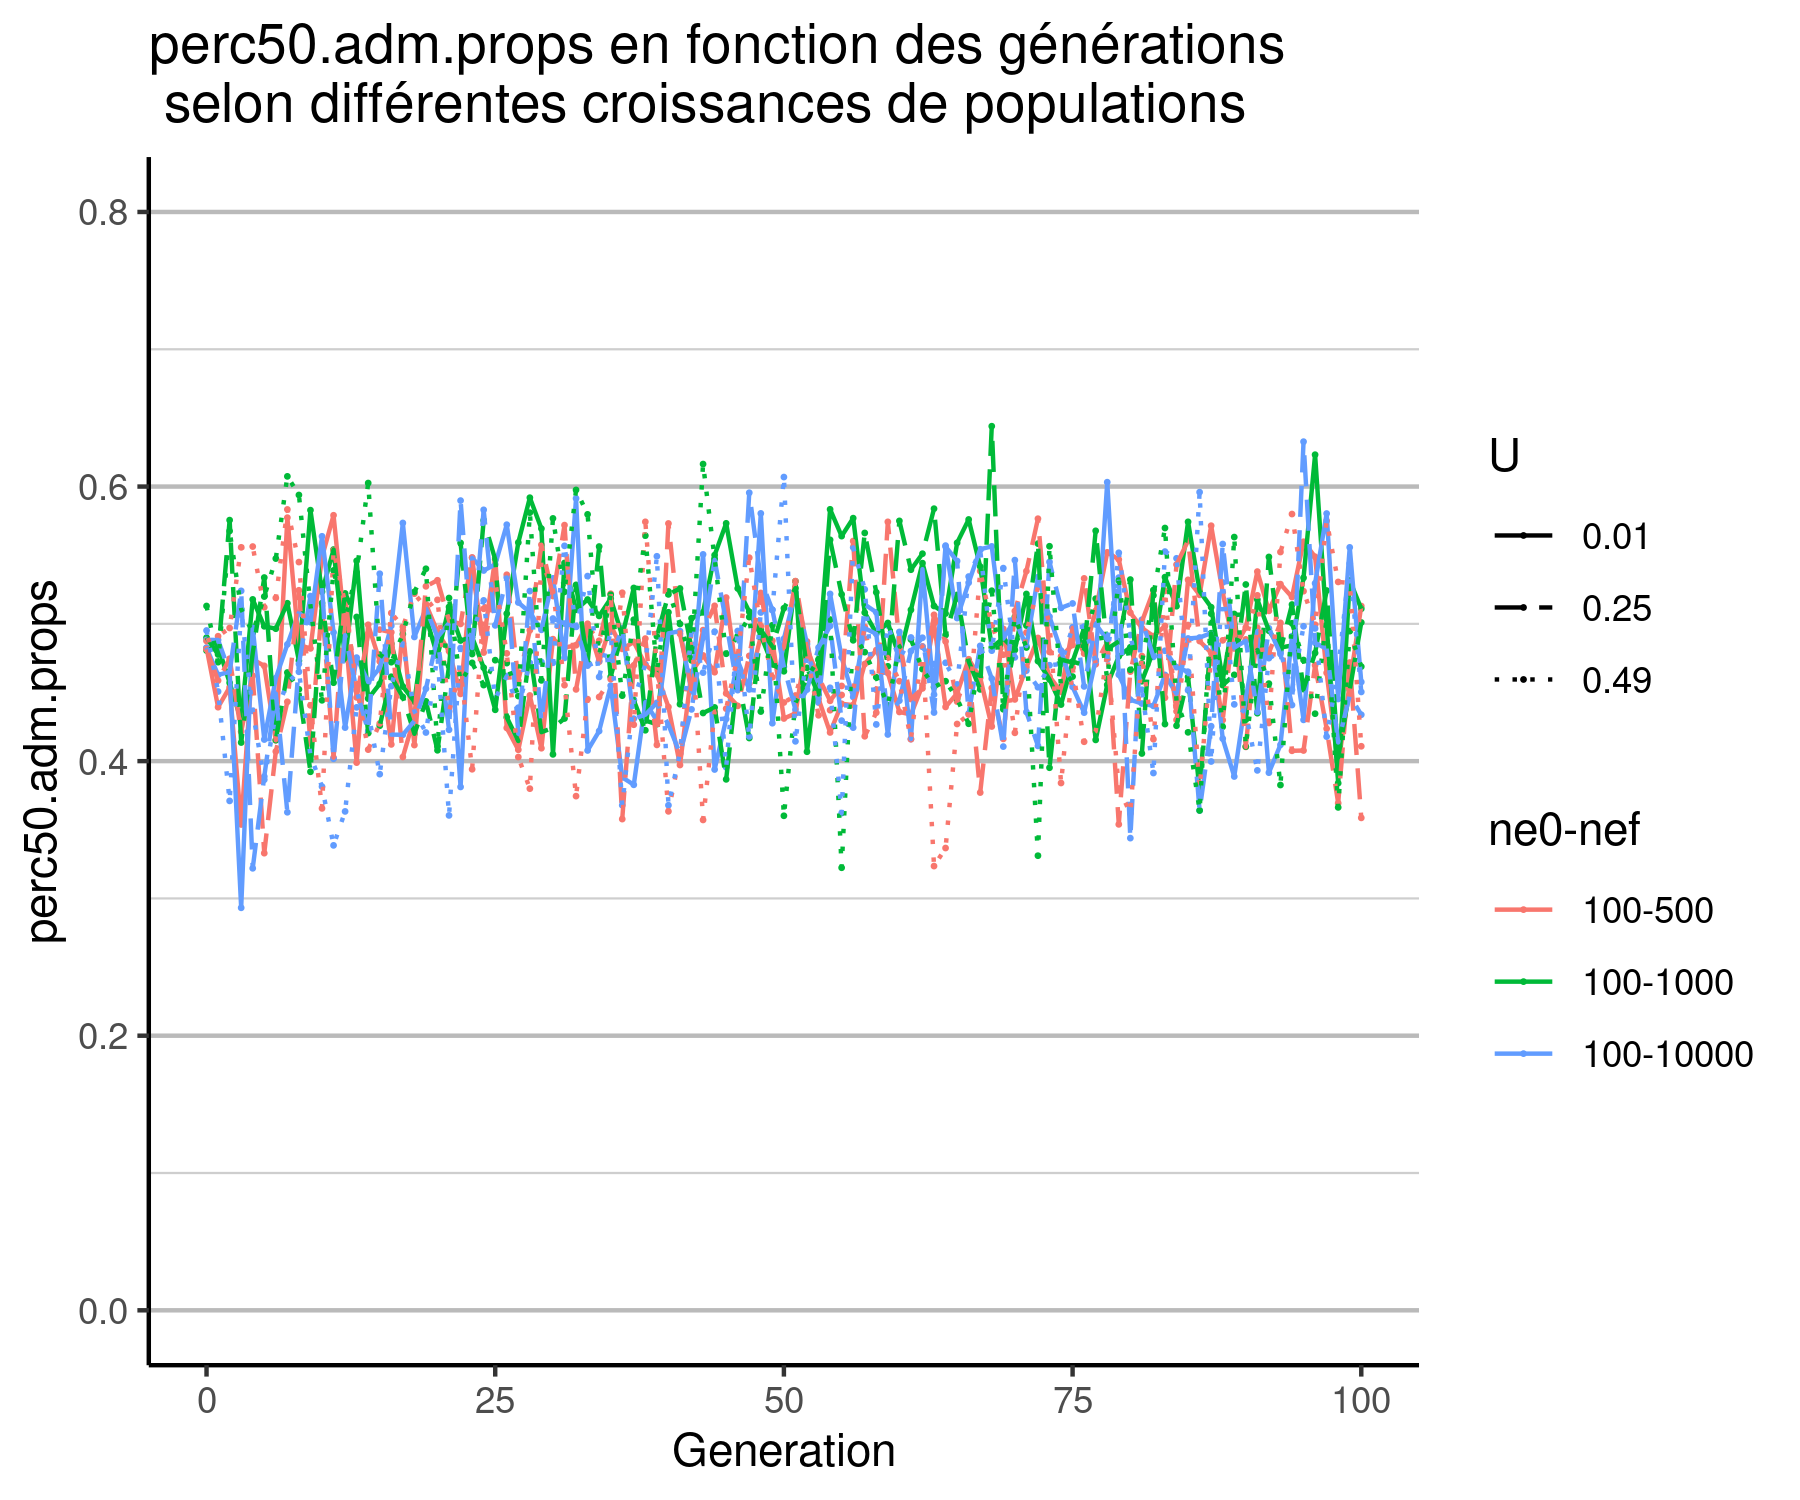 perc50.adm.props en fonction des générations
selon différentes croissances de populations
perc50.adm.props
0.8
0.6
0.4
0.2
0.0
0 25 50 75 100
Generation
U
0.01
0.25
0.49
ne0-nef
100-500
100-1000
100-10000